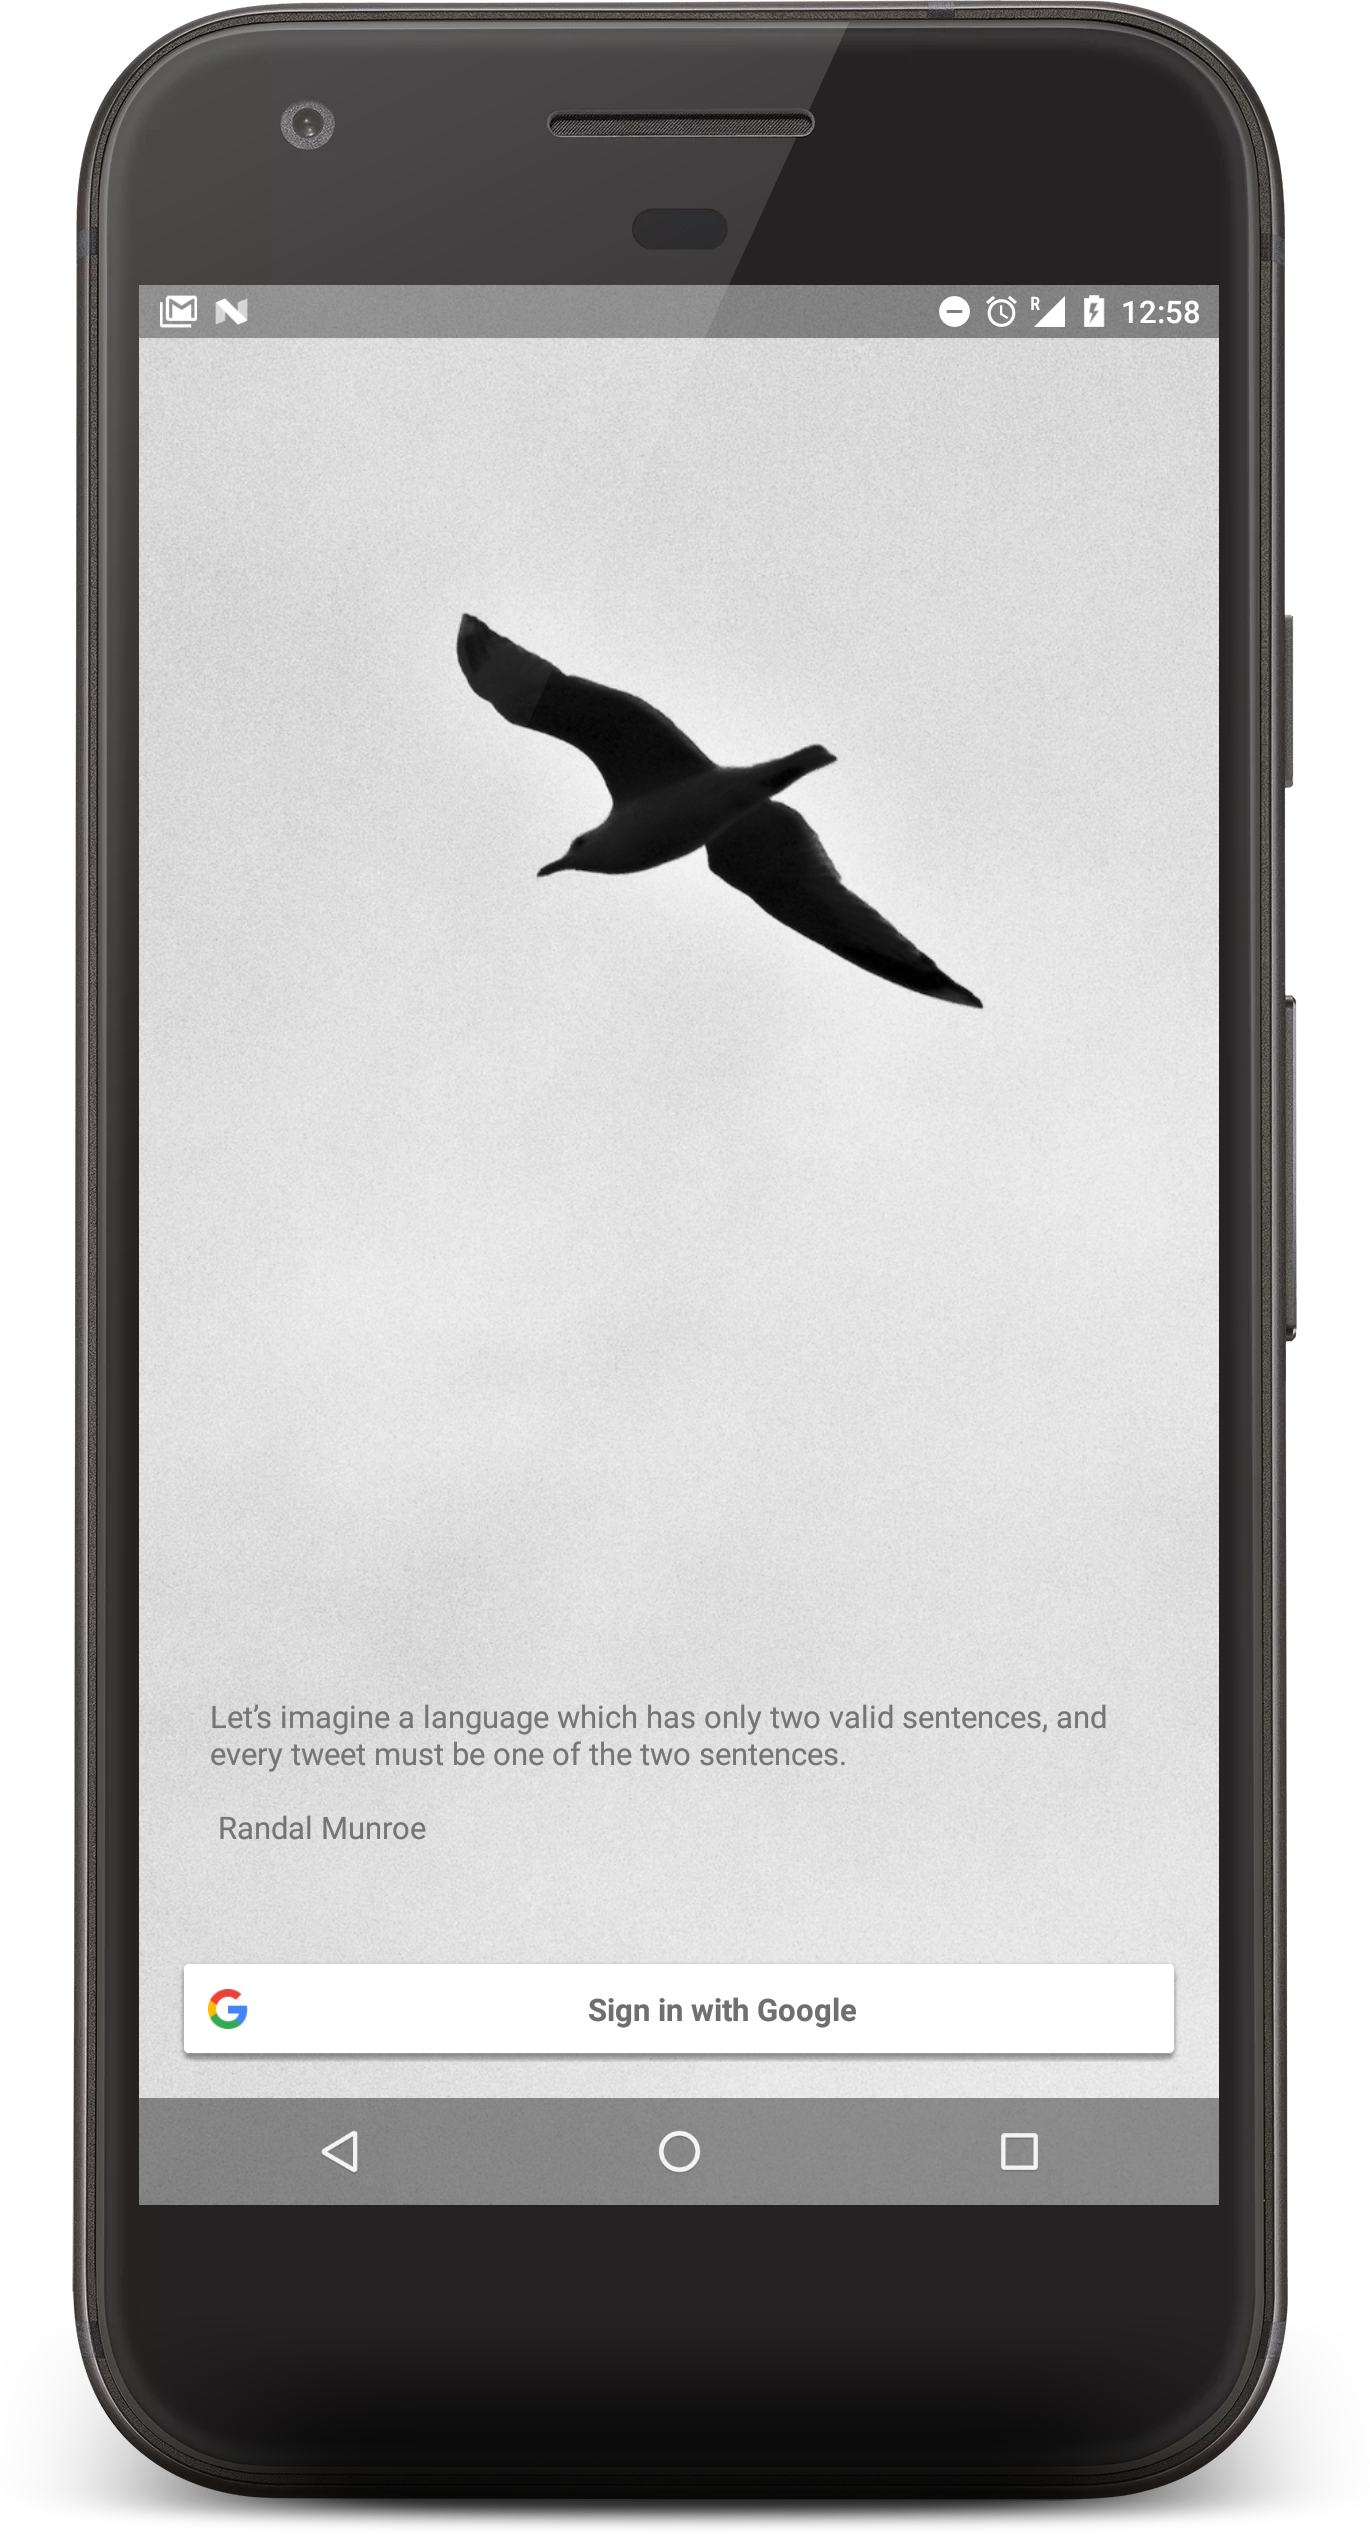 R 12:58
Let's imagine a language which has only two valid sentences, and
every tweet must be one of the two sentences.
Randal Munroe
Sign in with Google